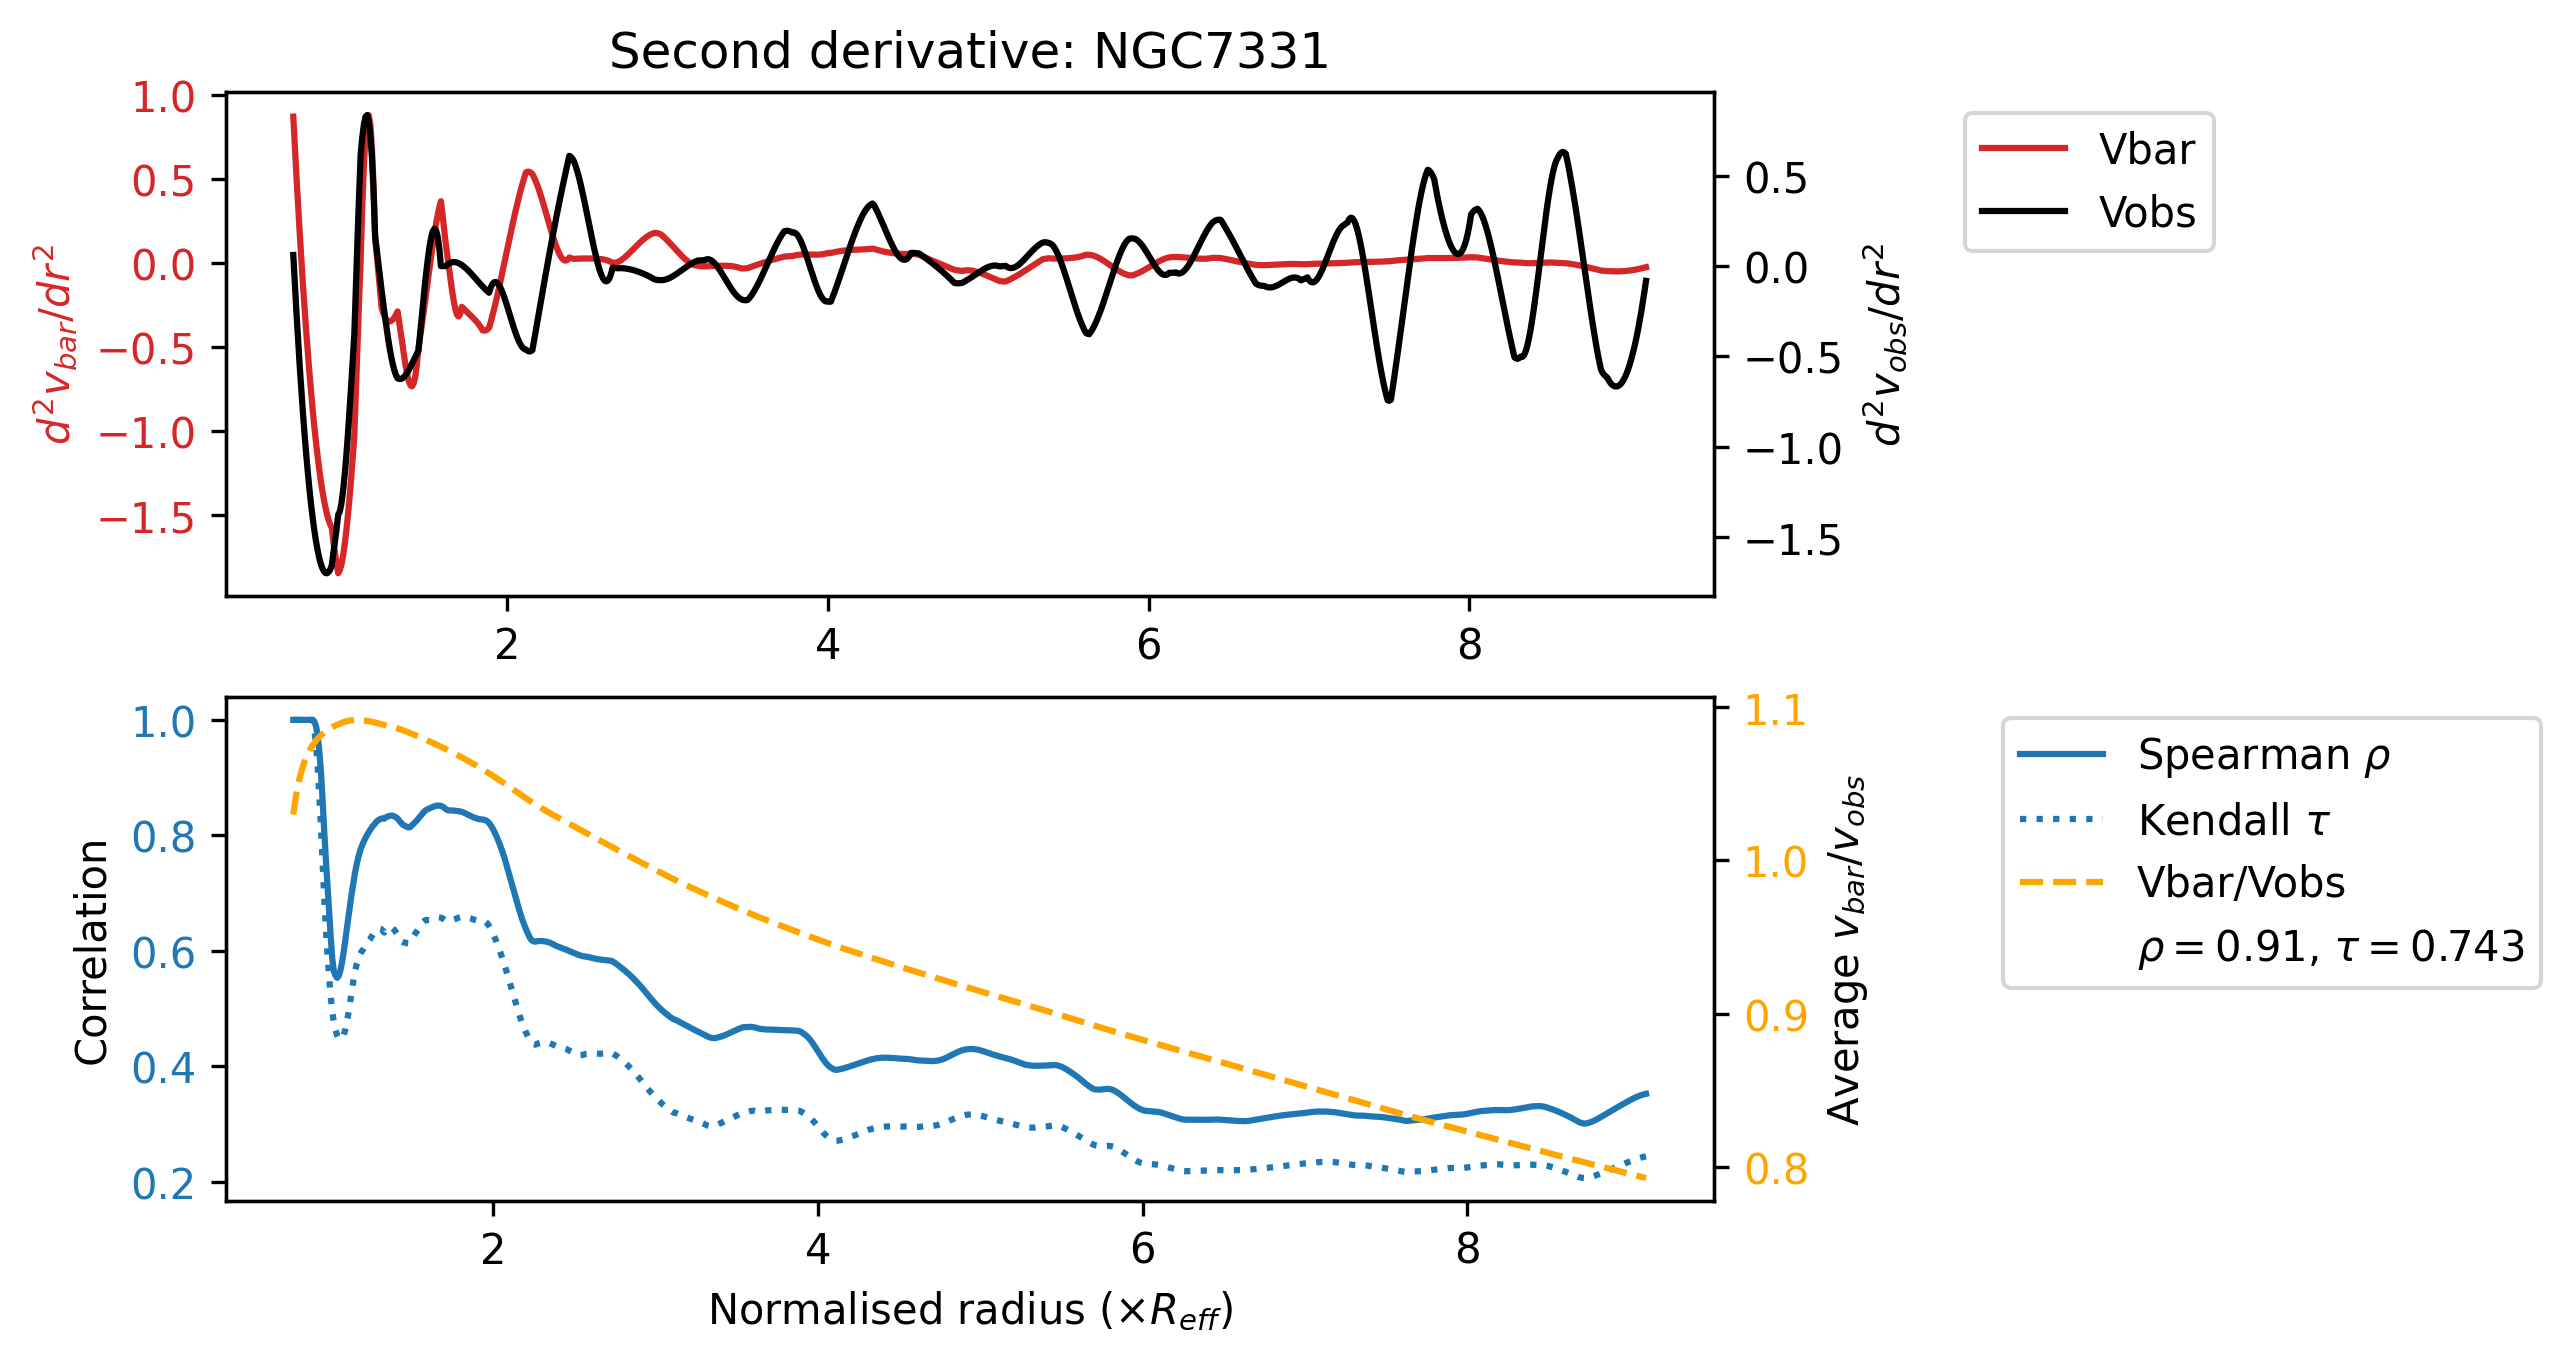 Second derivative: NGC7331
1.0
0.5
0.0
−0.5
−1.0
−1.5
d²v_bar/dr²
0.5
0.0
−0.5
−1.0
−1.5
d²v_obs/dr²
Vbar
Vobs
2 4 6 8
1.0
0.8
0.6
0.4
0.2
Correlation
1.1
1.0
0.9
0.8
Average v_bar/v_obs
Spearman ρ
Kendall τ
Vbar/Vobs
ρ = 0.91, τ = 0.743
2 4 6 8
Normalised radius (×R_eff)